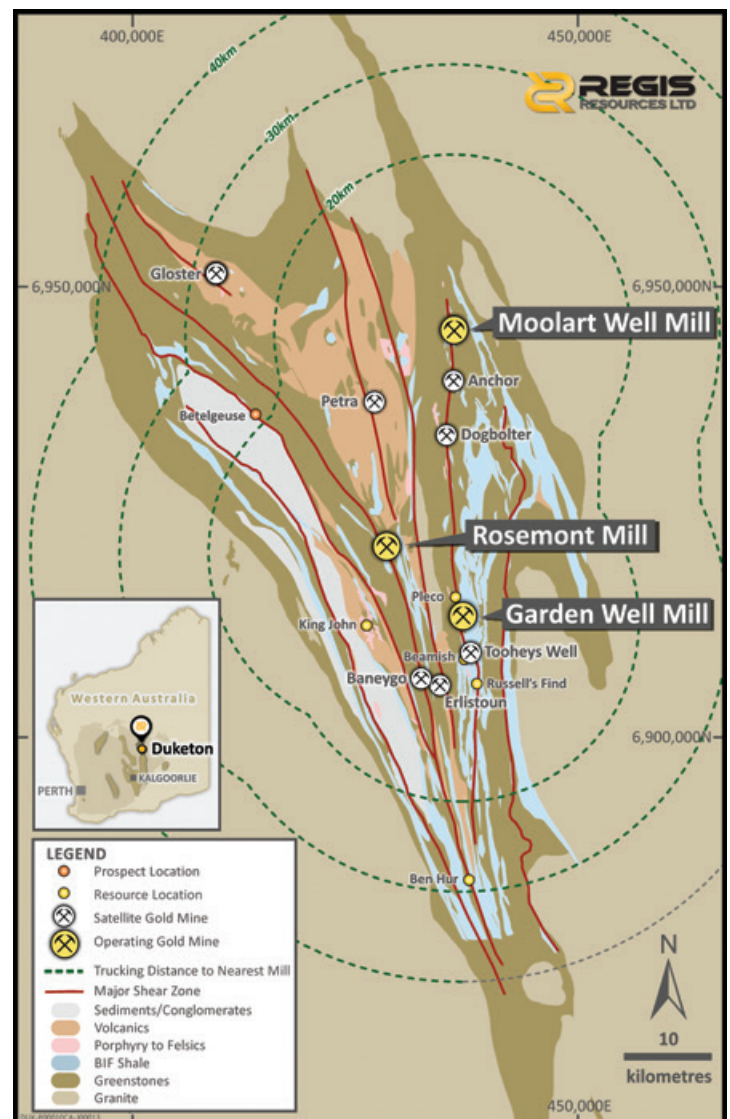 400,000E
450,000E
40km
30km
20km
REGIS
RESOURCES LTD
Gloster
6,950,000N
6,950,000N
Moolart Well Mill
Anchor
Petra
Betelgeuse
Dogbolter
Rosemont Mill
Pleco
Garden Well Mill
King John
Tooheys Well
Beamish
Baneygo
Russell's Find
Erlistoun
Western Australia
Duketon
KALGOORLIE
PERTH
6,900,000N
Ben Hur
LEGEND
Prospect Location
Resource Location
Satellite Gold Mine
Operating Gold Mine
Trucking Distance to Nearest Mill
Major Shear Zone
Sediments/Conglomerates
Volcanics
Porphyry to Felsics
BIF Shale
Greenstones
Granite
N
10
kilometres
450,000E